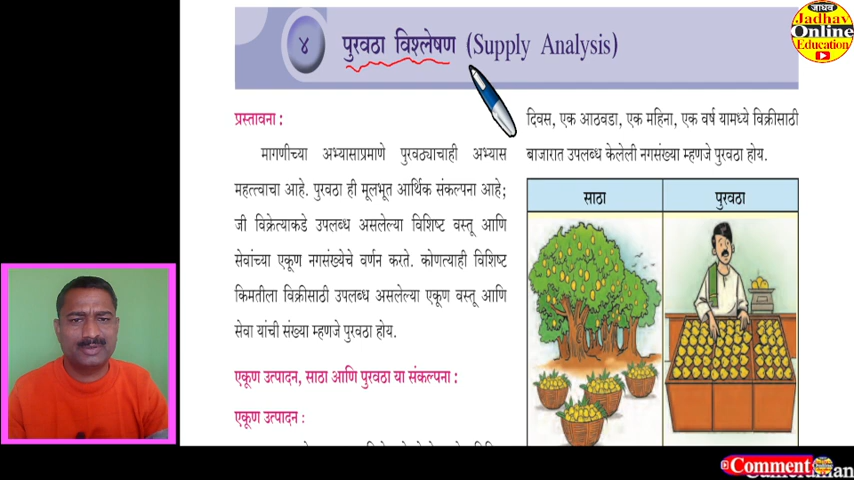 ४ पुरवठा विश्लेषण (Supply Analysis)
जाधव
Jadhav
Online
Education
प्रस्तावना :
मागणीच्या अभ्यासाप्रमाणे पुरवठ्याचाही अभ्यास
महत्त्वाचा आहे. पुरवठा ही मूलभूत आर्थिक संकल्पना आहे;
जी विक्रेत्याकडे उपलब्ध असलेल्या विशिष्ट वस्तू आणि
सेवांच्या एकूण नगसंख्येचे वर्णन करते. कोणत्याही विशिष्ट
किमतीला विक्रीसाठी उपलब्ध असलेल्या एकूण वस्तू आणि
सेवा यांची संख्या म्हणजे पुरवठा होय.
एकूण उत्पादन, साठा आणि पुरवठा या संकल्पना :
एकूण उत्पादन :
दिवस, एक आठवडा, एक महिना, एक वर्ष यामध्ये विक्रीसाठी
बाजारात उपलब्ध केलेली नगसंख्या म्हणजे पुरवठा होय.
साठा
पुरवठा
Comment